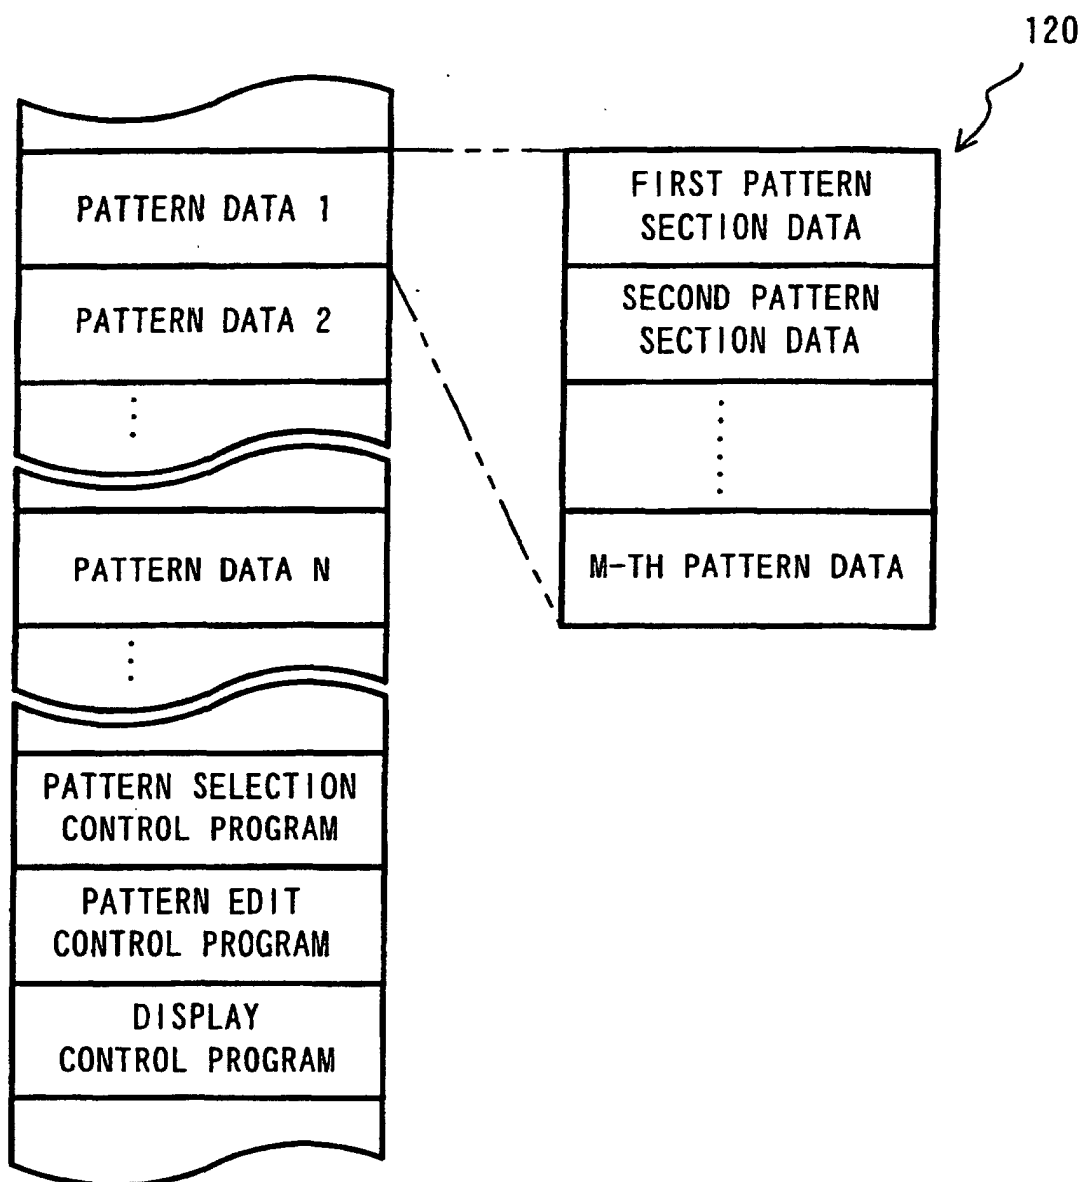 120
PATTERN DATA 1
PATTERN DATA 2
PATTERN DATA N
PATTERN SELECTION
CONTROL PROGRAM
PATTERN EDIT
CONTROL PROGRAM
DISPLAY
CONTROL PROGRAM
FIRST PATTERN
SECTION DATA
SECOND PATTERN
SECTION DATA
M-TH PATTERN DATA